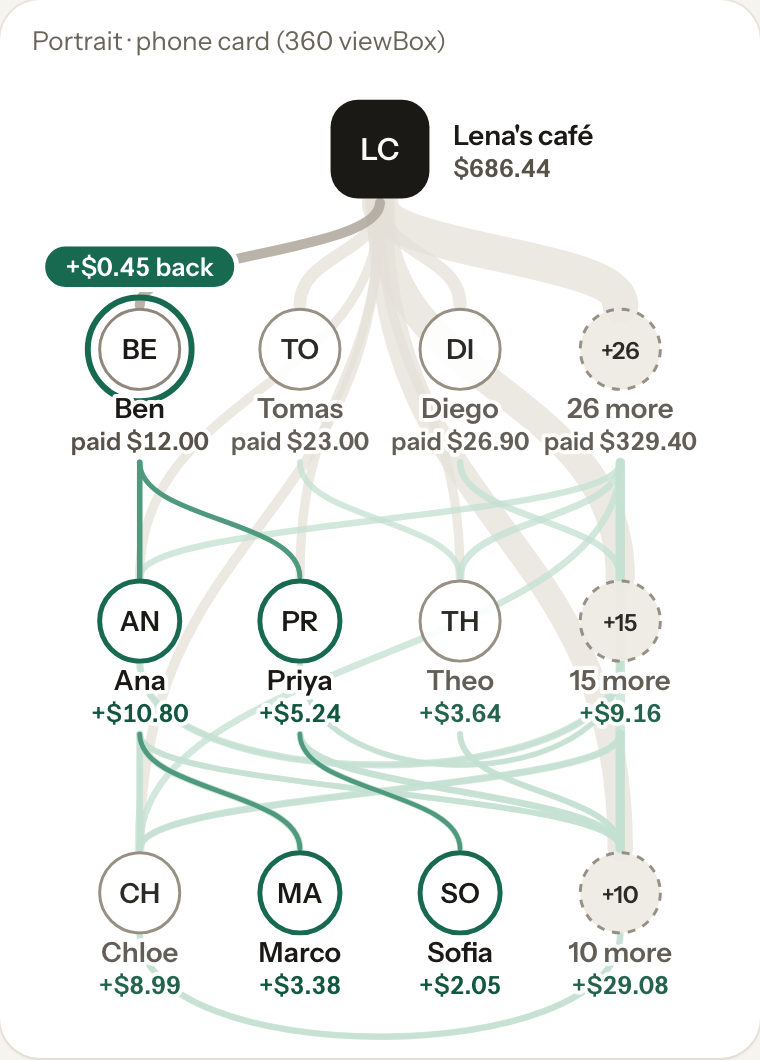 Portrait · phone card (360 viewBox)
LC
Lena's café
$686.44
+$0.45 back
BE
TO
DI
+26
Ben
Tomas
Diego
26 more
paid $12.00
paid $23.00
paid $26.90
paid $329.40
AN
PR
TH
+15
Ana
Priya
Theo
15 more
+$10.80
+$5.24
+$3.64
+$9.16
CH
MA
SO
+10
Chloe
Marco
Sofia
10 more
+$8.99
+$3.38
+$2.05
+$29.08